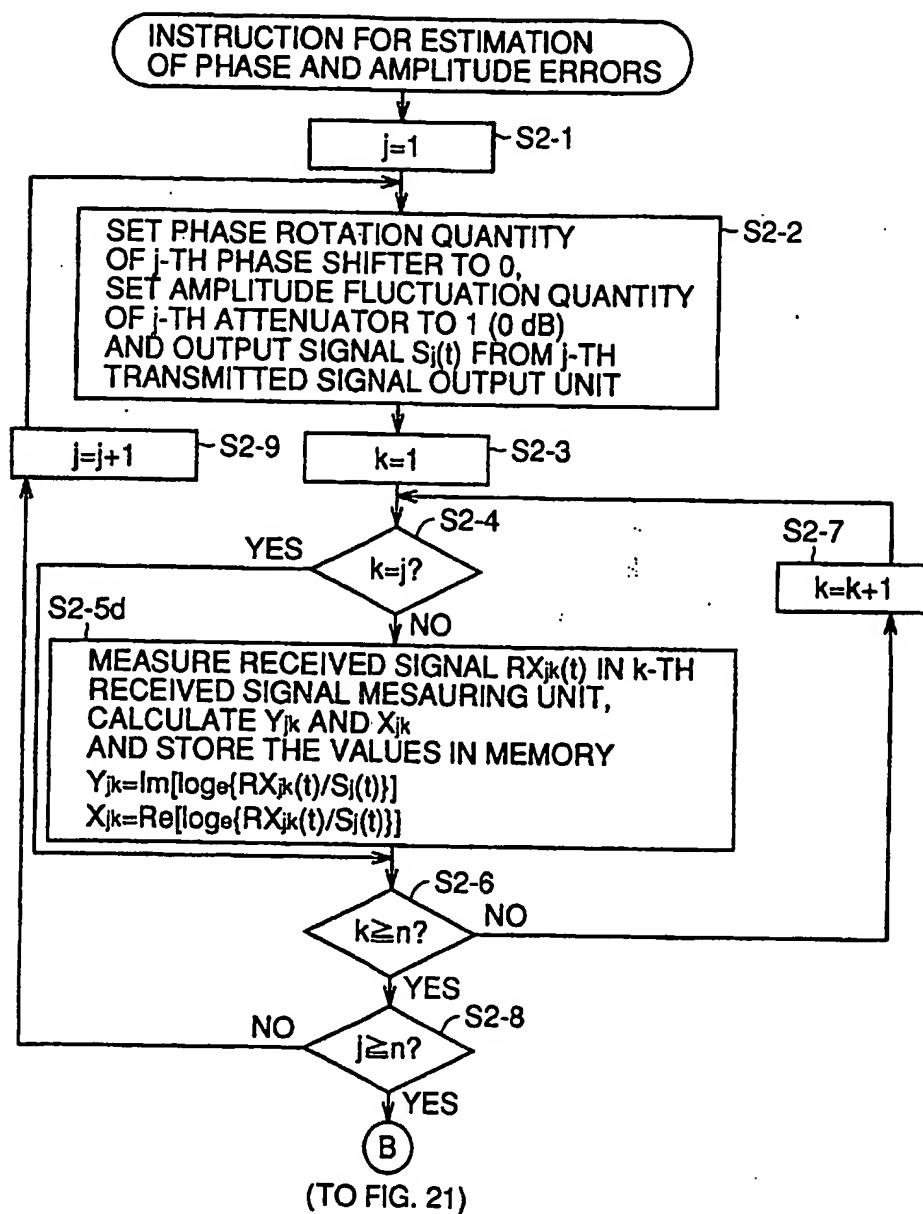 INSTRUCTION FOR ESTIMATION
OF PHASE AND AMPLITUDE ERRORS
j=1
S2-1
SET PHASE ROTATION QUANTITY
OF j-TH PHASE SHIFTER TO 0,
SET AMPLITUDE FLUCTUATION QUANTITY
OF j-TH ATTENUATOR TO 1 (0 dB)
AND OUTPUT SIGNAL Sj(t) FROM j-TH
TRANSMITTED SIGNAL OUTPUT UNIT
S2-2
j=j+1
S2-9
k=1
S2-3
S2-4
YES
k=j?
NO
S2-7
k=k+1
S2-5d
MEASURE RECEIVED SIGNAL RXjk(t) IN k-TH
RECEIVED SIGNAL MESAURING UNIT,
CALCULATE Yjk AND Xjk
AND STORE THE VALUES IN MEMORY
Yjk=Im[loge{RXjk(t)/Sj(t)}]
Xjk=Re[loge{RXjk(t)/Sj(t)}]
S2-6
k≧n?
NO
YES
S2-8
NO
j≧n?
YES
B
(TO FIG. 21)